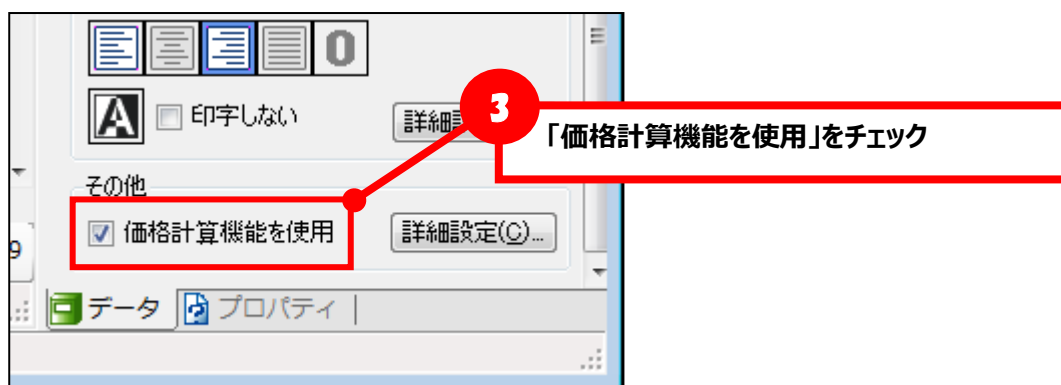 0
A
印字しない
詳細
3
「価格計算機能を使用」をチェック
その他
価格計算機能を使用
詳細設定(C)...
9
データ
プロパティ